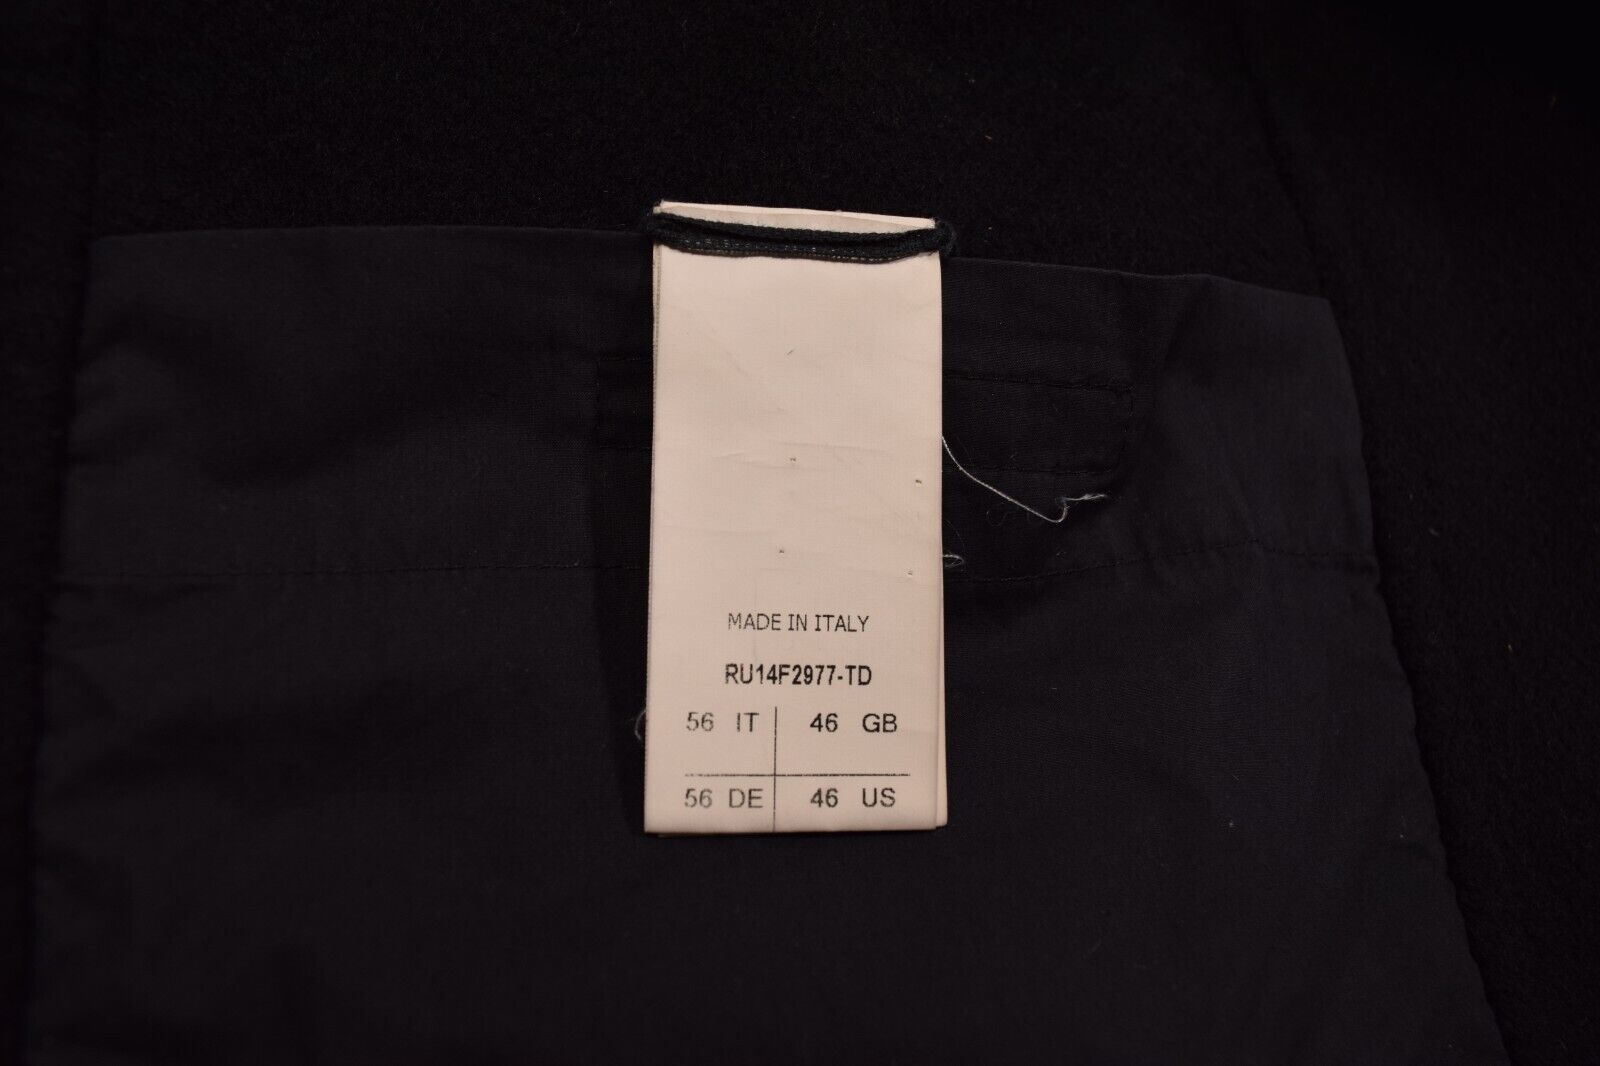 MADE IN ITALY
RU14F2977-TD
56 IT 46 GB
56 DE 46 US